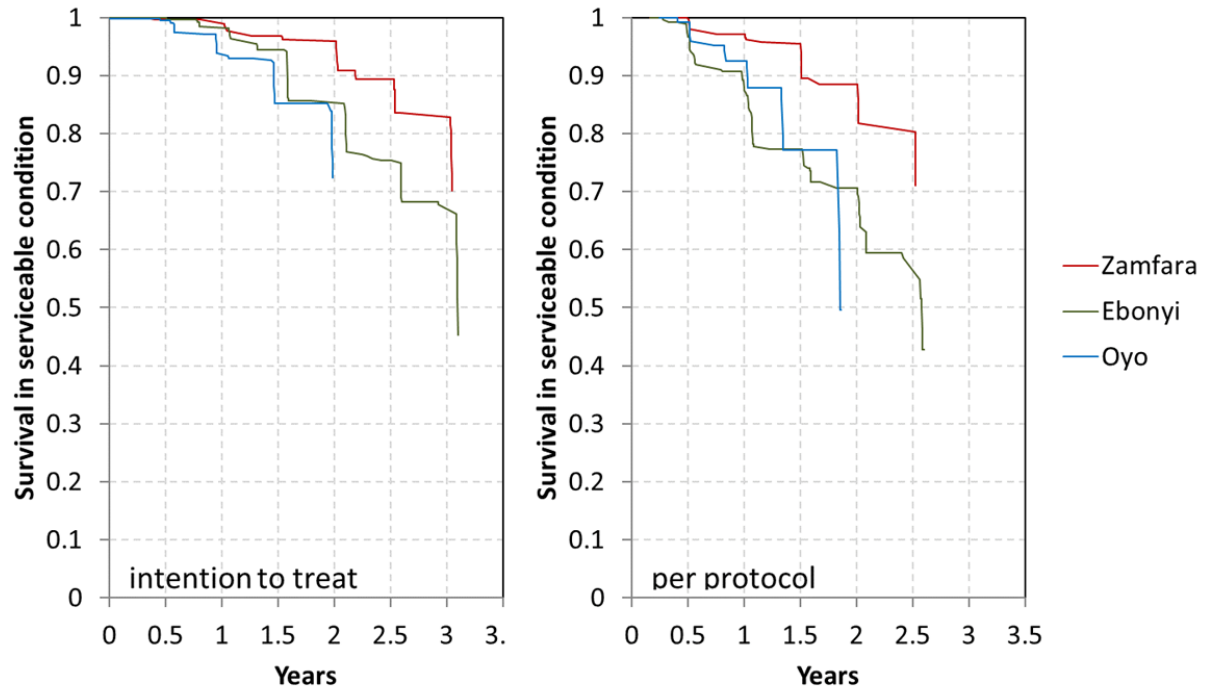 Survival in serviceable condition
1
0.9
0.8
0.7
0.6
0.5
0.4
0.3
0.2
0.1
0
intention to treat
0 0.5 1 1.5 2 2.5 3 3.
Years
Survival in serviceable condition
1
0.9
0.8
0.7
0.6
0.5
0.4
0.3
0.2
0.1
0
per protocol
0 0.5 1 1.5 2 2.5 3 3.5
Years
Zamfara
Ebonyi
Oyo